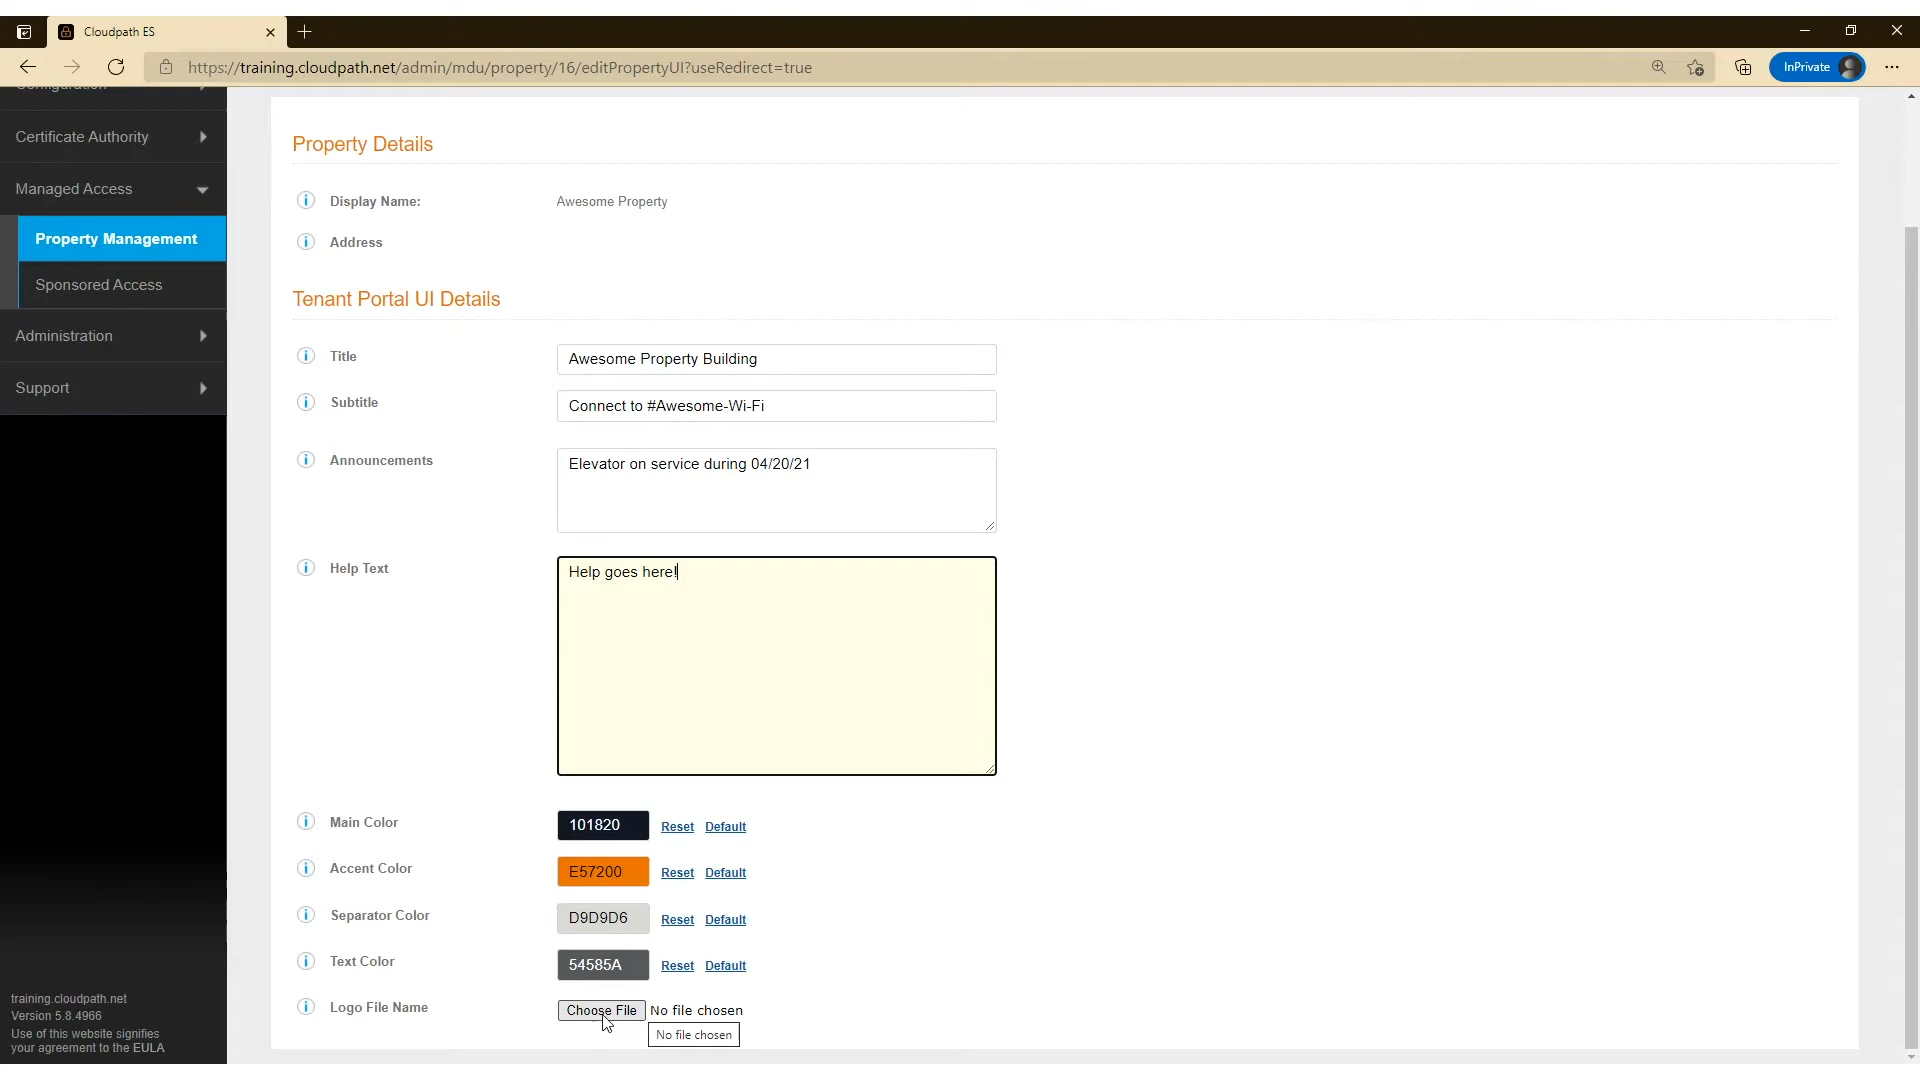 Cloudpath ES
https://training.cloudpath.net/admin/mdu/property/16/editPropertyUI?useRedirect=true
InPrivate
Configuration
Certificate Authority
Managed Access
Property Management
Sponsored Access
Administration
Support
training.cloudpath.net
Version 5.8.4966
Use of this website signifies
your agreement to the EULA
Property Details
Display Name: Awesome Property
Address
Tenant Portal UI Details
Title Awesome Property Building
Subtitle Connect to #Awesome-Wi-Fi
Announcements Elevator on service during 04/20/21
Help Text Help goes here!
Main Color 101820 Reset Default
Accent Color E57200 Reset Default
Separator Color D9D9D6 Reset Default
Text Color 54585A Reset Default
Logo File Name Choose File No file chosen
No file chosen